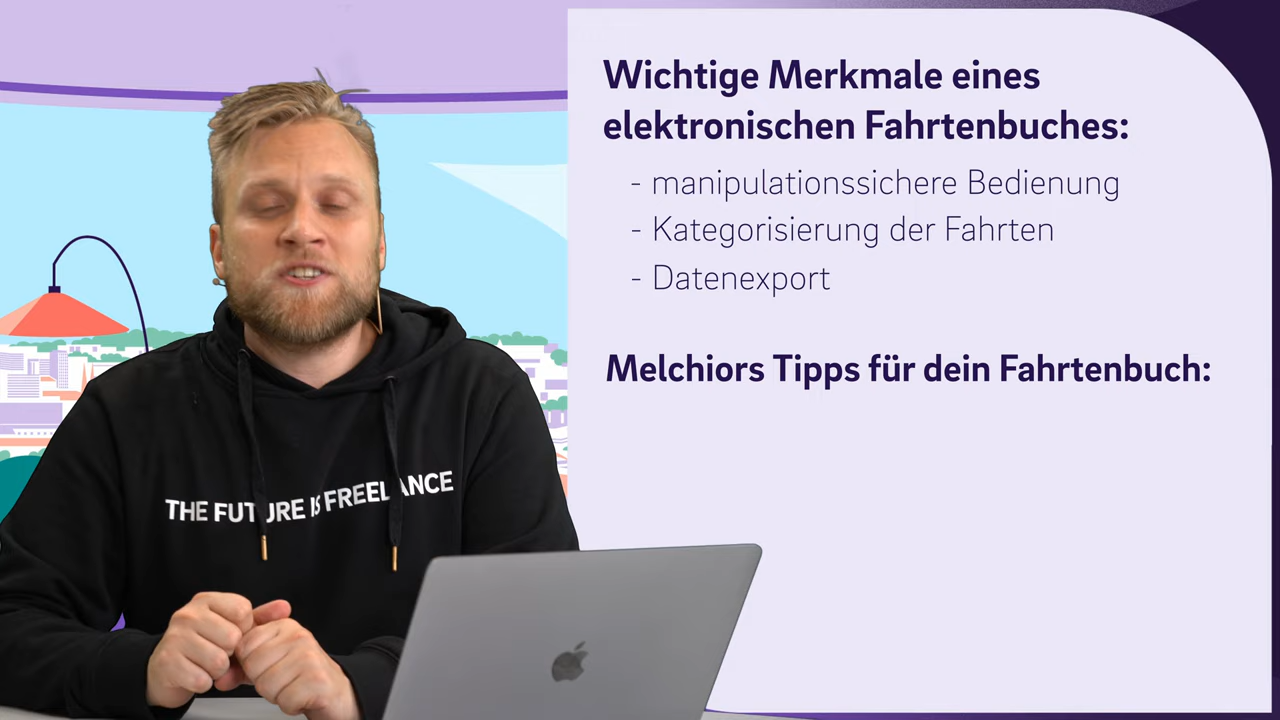 Wichtige Merkmale eines
elektronischen Fahrtenbuches:
- manipulationssichere Bedienung
- Kategorisierung der Fahrten
- Datenexport
Melchiors Tipps für dein Fahrtenbuch:
THE FUTURE IS FREELANCE